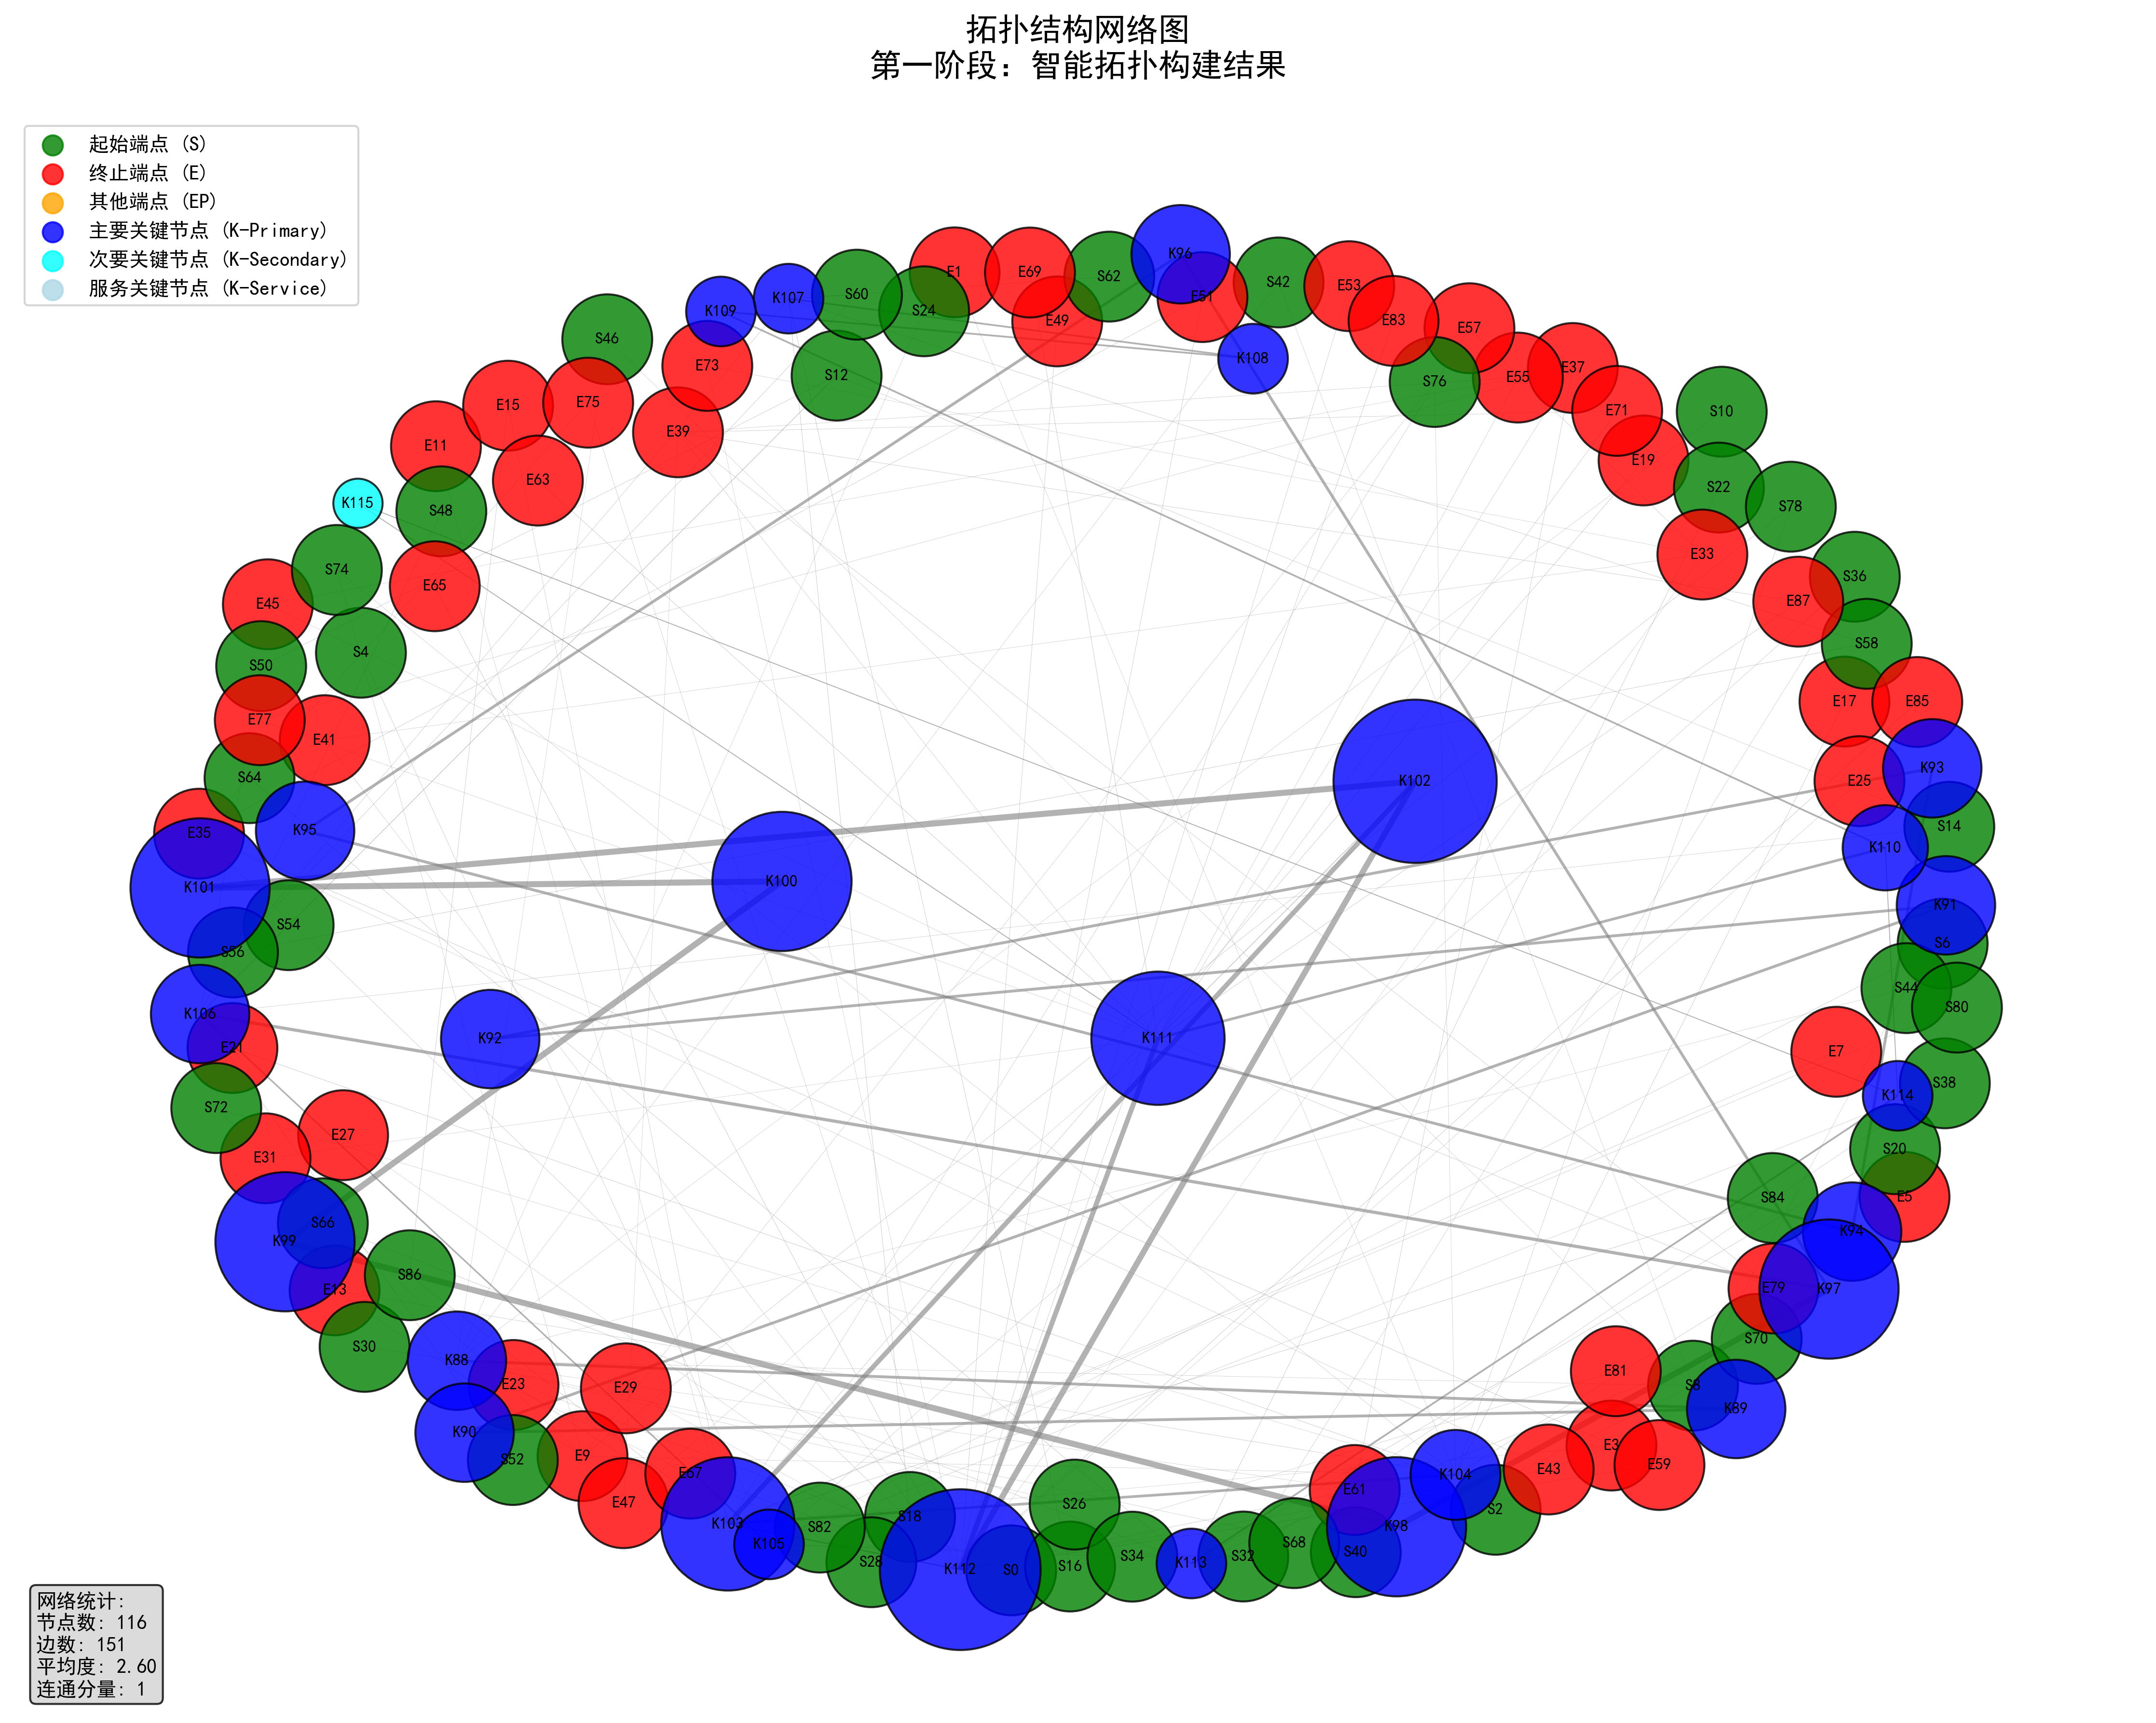 拓扑结构网络图
第一阶段: 智能拓扑构建结果
起始端点 (S)
终止端点 (E)
其他端点 (EP)
主要关键节点 (K-Primary)
次要关键节点 (K-Secondary)
服务关键节点 (K-Service)
K96
E1
E69
S62
S42
E53
K107
S60
E51
K109
S24
E49
E83
E57
S46
K108
E73
S12
S76
E55
E37
E15
E75
E71
S10
E39
E11
E19
E63
S22
K115
S48
S78
E33
S74
E65
S36
E45
E87
S4
S58
S50
E17
E85
E77
E41
K93
S64
K102
E25
E35
K95
S14
K110
K101
K100
K91
S54
S56
S6
S44
S80
K106
K92
K111
E21
E7
S38
K114
S72
E27
S20
E31
S84
E5
S66
K94
K99
S86
E13
E79
K97
S70
S30
K88
E23
E29
E81
S8
K89
K90
E3
S52
E9
E59
E43
E67
K104
E47
E61
S26
S2
S18
K103
S82
K98
K105
S68
S40
S28
K112
S0
S16
S34
K113
S32
网络统计:
节点数: 116
边数: 151
平均度: 2.60
连通分量: 1